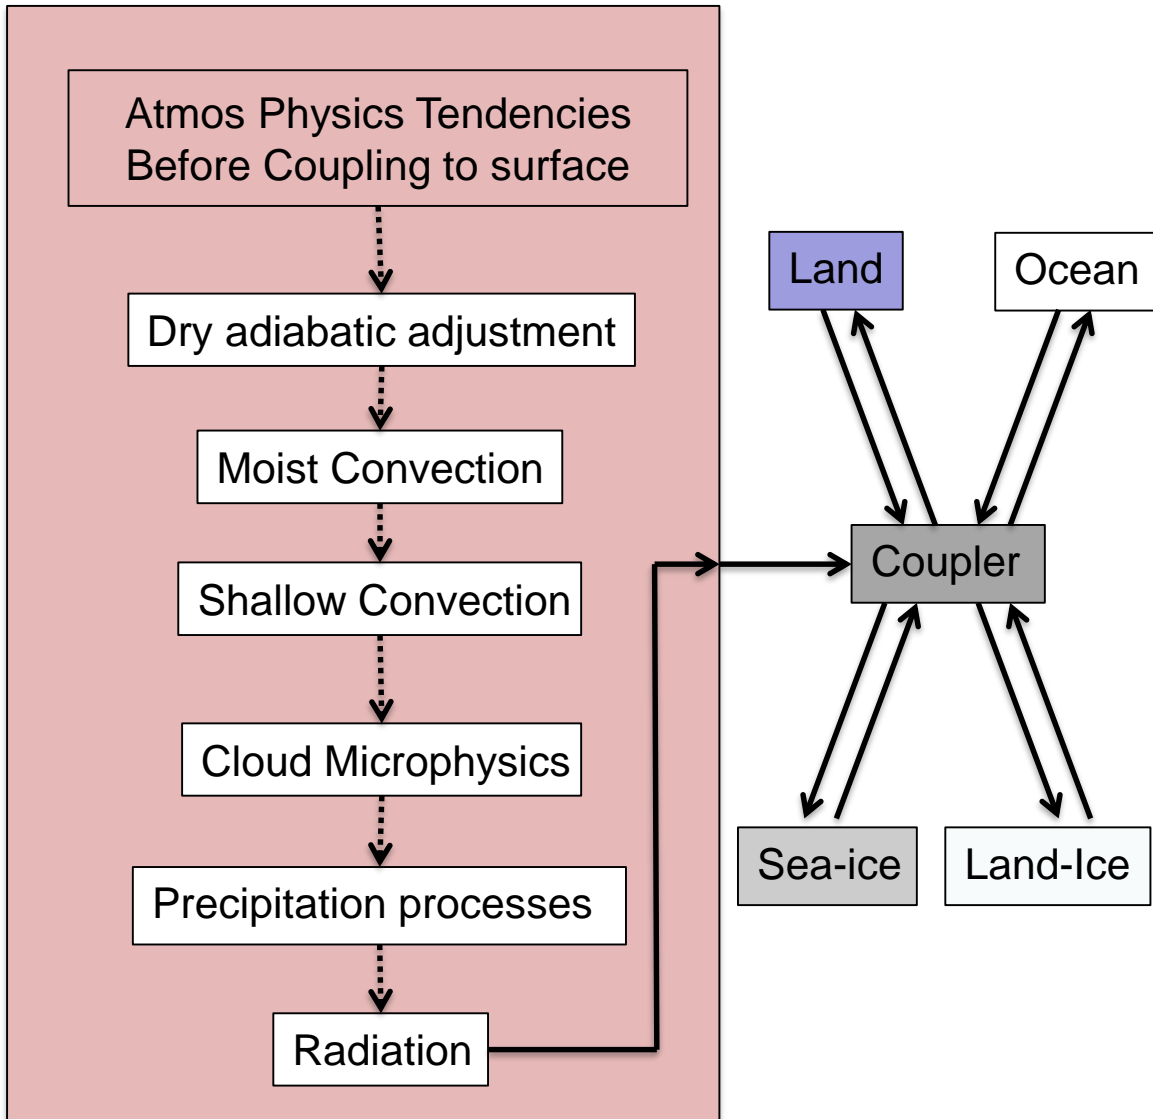 Atmos Physics Tendencies
Before Coupling to surface
Dry adiabatic adjustment
Moist Convection
Shallow Convection
Cloud Microphysics
Precipitation processes
Radiation
Land
Ocean
Coupler
Sea-ice
Land-Ice